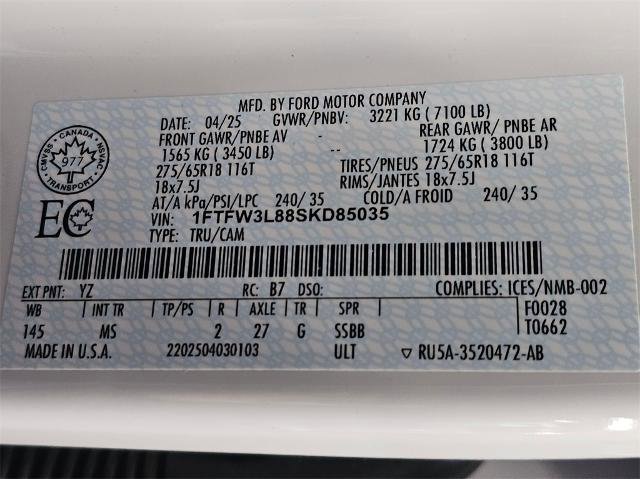 MFD. BY FORD MOTOR COMPANY
DATE: 04/25 GVWR/PNBV: 3221 KG ( 7100 LB)
FRONT GAWR/PNBE AV - REAR GAWR/ PNBE AR
1565 KG ( 3450 LB) -- 1724 KG ( 3800 LB)
275/65R18 116T TIRES/PNEUS 275/65R18 116T
18x7.5J RIMS/JANTES 18x7.5J
AT/A kPa/PSI/LPC 240/ 35 COLD/A FROID 240/ 35
VIN: 1FTFW3L88SKD85035
TYPE: TRU/CAM
CMVSS CANADA NSVAC
977
TRANSPORT
EC
EXT PNT: YZ RC: B7 DSO: COMPLIES: ICES/NMB-002
WB INT TR TP/PS R AXLE TR SPR F0028
145 MS 2 27 G SSBB T0662
MADE IN U.S.A. 2202504030103 ULT ▽ RU5A-3520472-AB